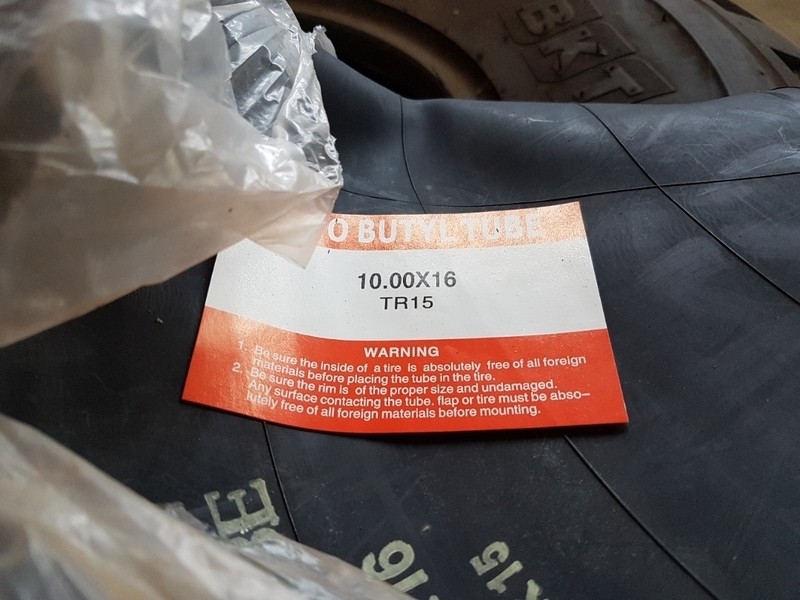 BKT
O BUTYL TUBE
10.00X16
TR15
WARNING
1. Be sure the inside of a tire is absolutely free of all foreign
materials before placing the tube in the tire.
2. Be sure the rim is of the proper size and undamaged.
Any surface contacting the tube. flap or tire must be abso–
lutely free of all foreign materials before mounting.
16
15